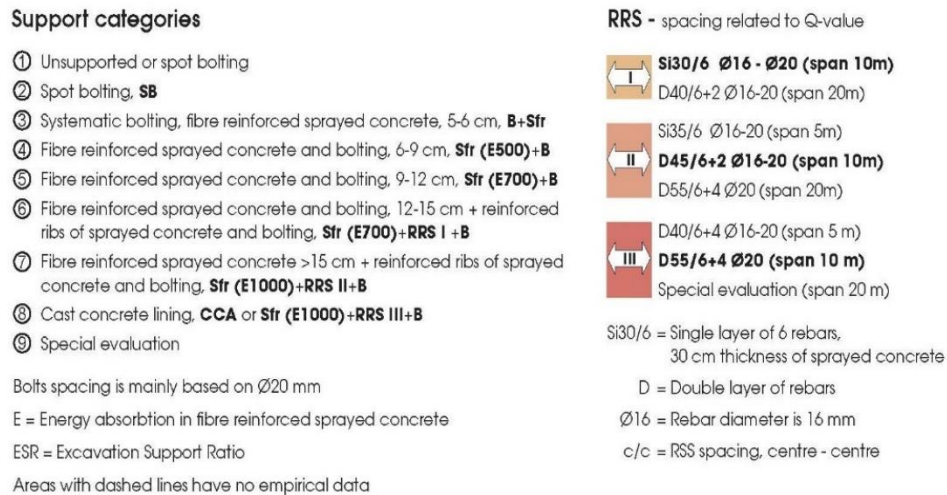 Support categories
① Unsupported or spot bolting
② Spot bolting, SB
③ Systematic bolting, fibre reinforced sprayed concrete, 5-6 cm, B+Sfr
④ Fibre reinforced sprayed concrete and bolting, 6-9 cm, Sfr (E500)+B
⑤ Fibre reinforced sprayed concrete and bolting, 9-12 cm, Sfr (E700)+B
⑥ Fibre reinforced sprayed concrete and bolting, 12-15 cm + reinforced
ribs of sprayed concrete and bolting, Sfr (E700)+RRS I +B
⑦ Fibre reinforced sprayed concrete >15 cm + reinforced ribs of sprayed
concrete and bolting, Sfr (E1000)+RRS II+B
⑧ Cast concrete lining, CCA or Sfr (E1000)+RRS III+B
⑨ Special evaluation
Bolts spacing is mainly based on Ø20 mm
E = Energy absorbtion in fibre reinforced sprayed concrete
ESR = Excavation Support Ratio
Areas with dashed lines have no empirical data
RRS - spacing related to Q-value
I
Si30/6 Ø16 - Ø20 (span 10m)
D40/6+2 Ø16-20 (span 20m)
II
Si35/6 Ø16-20 (span 5m)
D45/6+2 Ø16-20 (span 10m)
D55/6+4 Ø20 (span 20m)
III
D40/6+4 Ø16-20 (span 5 m)
D55/6+4 Ø20 (span 10 m)
Special evaluation (span 20 m)
Si30/6 = Single layer of 6 rebars,
30 cm thickness of sprayed concrete
D = Double layer of rebars
Ø16 = Rebar diameter is 16 mm
c/c = RSS spacing, centre - centre